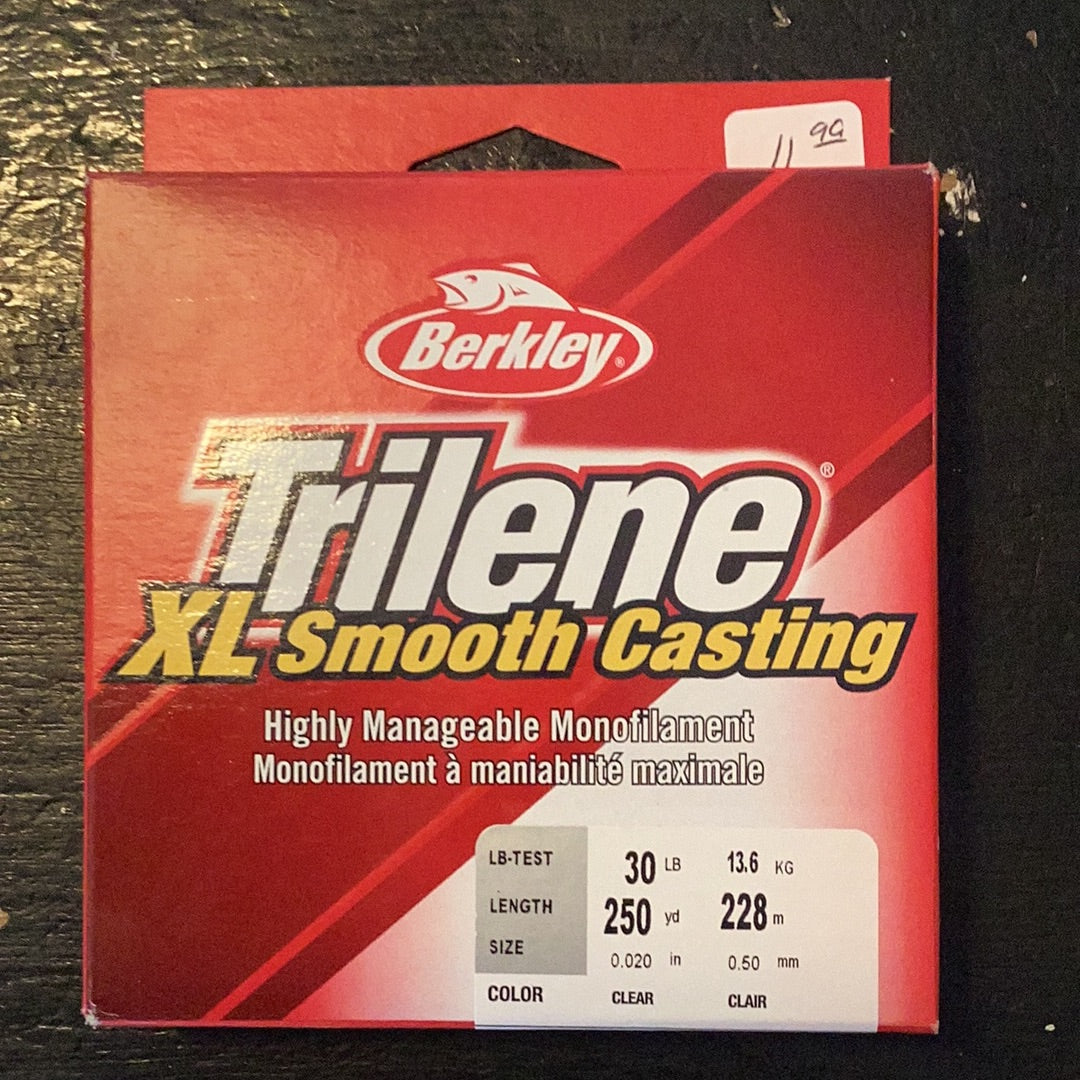 11 99
Berkley®
Trilene®
XL Smooth Casting
Highly Manageable Monofilament
Monofilament à maniabilité maximale
LB-TEST 30 LB 13.6 KG
LENGTH 250 yd 228 m
SIZE 0.020 in 0.50 mm
COLOR CLEAR CLAIR